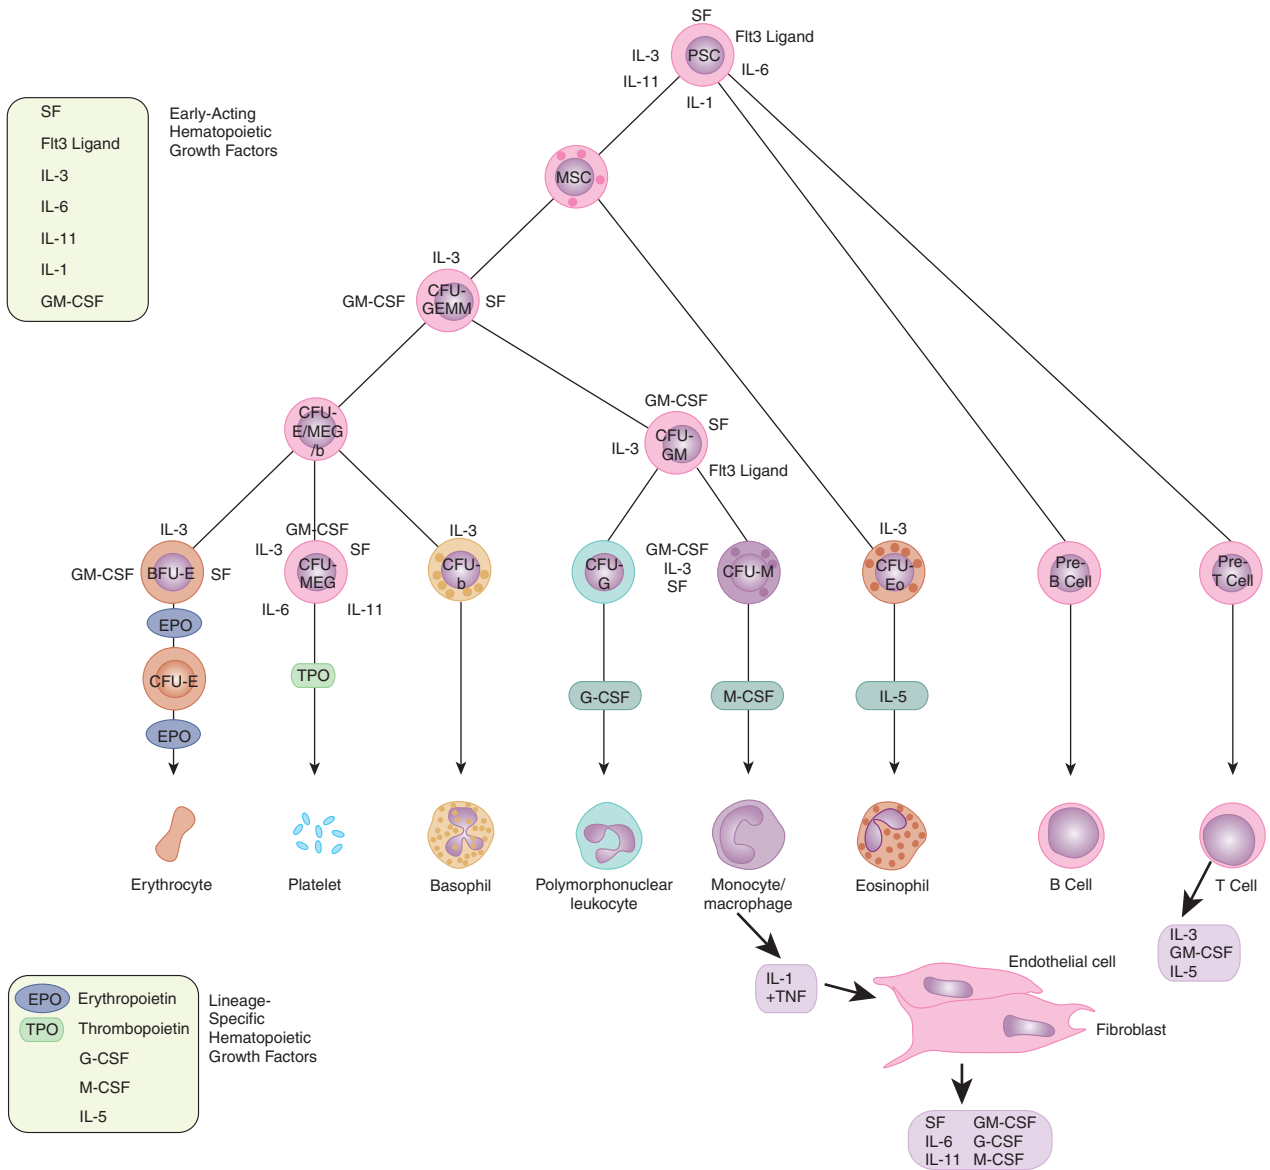 SF
Flt3 Ligand
PSC
IL-3
IL-6
IL-11
IL-1
SF
Flt3 Ligand
IL-3
IL-6
IL-11
IL-1
GM-CSF
Early-Acting
Hematopoietic
Growth Factors
MSC
IL-3
CFU-
GEMM
GM-CSF
SF
CFU-
E/MEG
/b
GM-CSF
SF
CFU-
GM
IL-3
Flt3 Ligand
IL-3
GM-CSF
BFU-E
SF
EPO
CFU-E
EPO
GM-CSF
IL-3
SF
CFU-
MEG
IL-6
IL-11
TPO
IL-3
CFU-
b
CFU-
G
G-CSF
GM-CSF
IL-3
SF
CFU-M
M-CSF
IL-3
CFU-
Eo
IL-5
Pre-
B Cell
Pre-
T Cell
Erythrocyte
Platelet
Basophil
Polymorphonuclear
leukocyte
Monocyte/
macrophage
Eosinophil
B Cell
T Cell
IL-3
GM-CSF
IL-5
IL-1
+TNF
Endothelial cell
Fibroblast
SF GM-CSF
IL-6 G-CSF
IL-11 M-CSF
EPO Erythropoietin
TPO Thrombopoietin
G-CSF
M-CSF
IL-5
Lineage-
Specific
Hematopoietic
Growth Factors